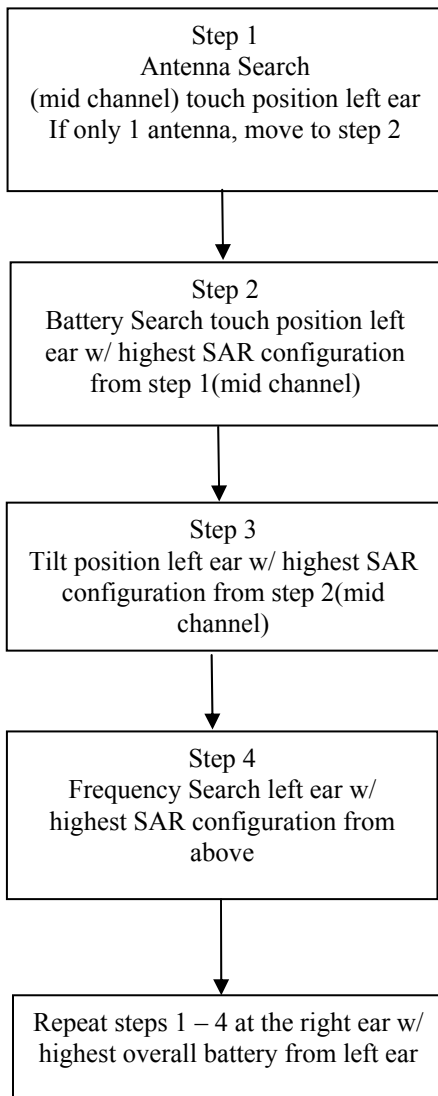 Step 1
Antenna Search
(mid channel) touch position left ear
If only 1 antenna, move to step 2
Step 2
Battery Search touch position left
ear w/ highest SAR configuration
from step 1(mid channel)
Step 3
Tilt position left ear w/ highest SAR
configuration from step 2(mid
channel)
Step 4
Frequency Search left ear w/
highest SAR configuration from
above
Repeat steps 1 – 4 at the right ear w/
highest overall battery from left ear